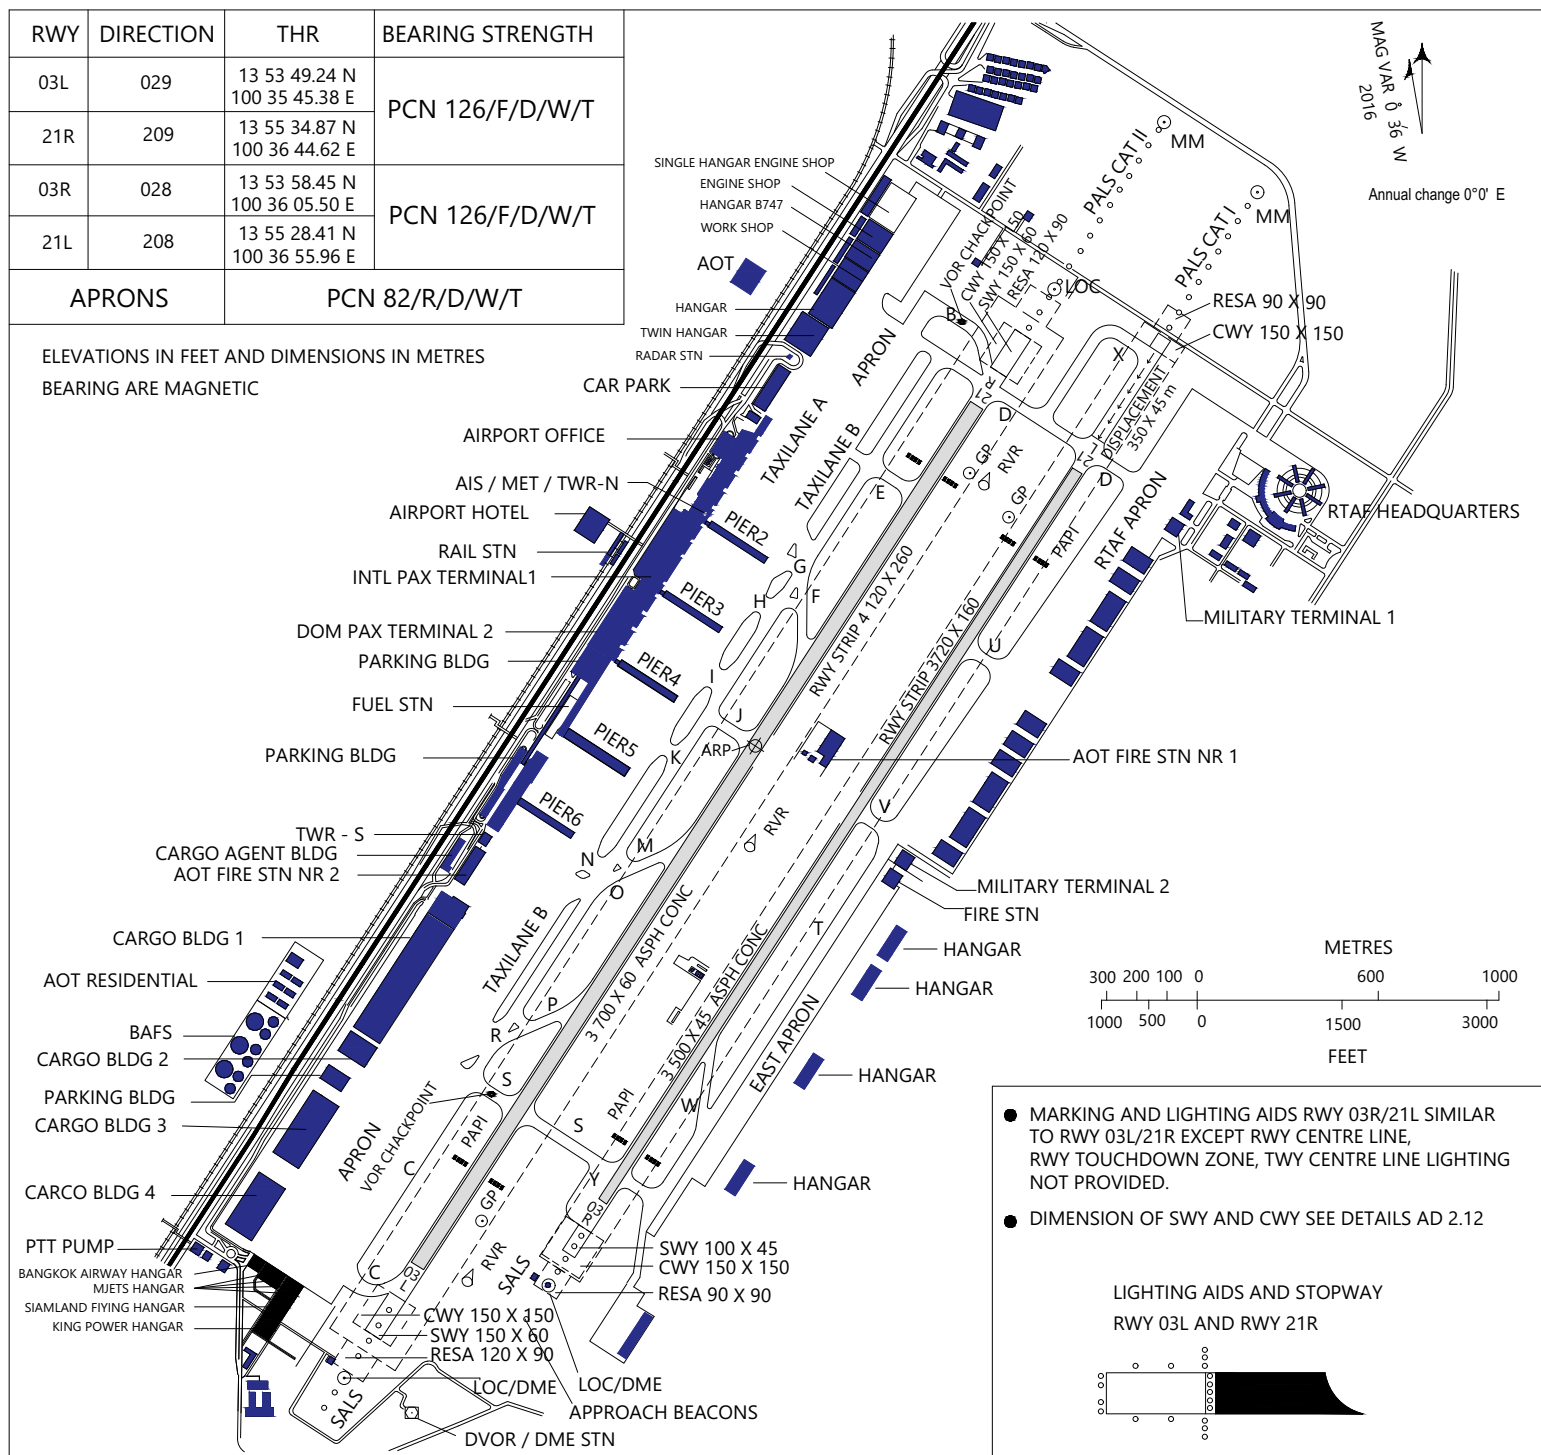 RWY DIRECTION THR BEARING STRENGTH
03L 029 13 53 49.24 N
100 35 45.38 E
PCN 126/F/D/W/T
21R 209 13 55 34.87 N
100 36 44.62 E
03R 028 13 53 58.45 N
100 36 05.50 E
PCN 126/F/D/W/T
21L 208 13 55 28.41 N
100 36 55.96 E
APRONS PCN 82/R/D/W/T
ELEVATIONS IN FEET AND DIMENSIONS IN METRES
BEARING ARE MAGNETIC
MAG VAR 0 36 W
2016
Annual change 0°0' E
SINGLE HANGAR ENGINE SHOP
ENGINE SHOP
HANGAR B747
WORK SHOP
AOT
HANGAR
TWIN HANGAR
RADAR STN
CAR PARK
AIRPORT OFFICE
AIS / MET / TWR-N
AIRPORT HOTEL
RAIL STN
INTL PAX TERMINAL1
DOM PAX TERMINAL 2
PARKING BLDG
FUEL STN
PARKING BLDG
TWR - S
CARGO AGENT BLDG
AOT FIRE STN NR 2
CARGO BLDG 1
AOT RESIDENTIAL
BAFS
CARGO BLDG 2
PARKING BLDG
CARGO BLDG 3
CARCO BLDG 4
PTT PUMP
BANGKOK AIRWAY HANGAR
MJETS HANGAR
SIAMLAND FIYING HANGAR
KING POWER HANGAR
PALS CAT II
MM
PALS CAT I
MM
VOR CHACKPOINT
CWY 150 X 150
SWY 150 X 60
RESA 120 X 90
LOC
RESA 90 X 90
CWY 150 X 150
B
X
DISPLACEMENT
350 X 45 m
APRON
TAXILANE A
TAXILANE B
21R
D
21L
D
GP
RVR
GP
PAPI
RTAF APRON
RTAF HEADQUARTERS
MILITARY TERMINAL 1
PIER2
PIER3
PIER4
PIER5
PIER6
E
G
F
H
I
J
K
ARP
M
N
O
P
R
S
RWY STRIP 4 120 X 260
RWY STRIP 3720 X 160
U
V
T
W
AOT FIRE STN NR 1
RVR
MILITARY TERMINAL 2
FIRE STN
HANGAR
HANGAR
HANGAR
HANGAR
TAXILANE B
3 700 X 60 ASPH CONC
3 500 X 45 ASPH CONC
EAST APRON
APRON
VOR CHACKPOINT
C
PAPI
S
PAPI
Y
03R
GP
RVR
SALS
C
03
SWY 100 X 45
CWY 150 X 150
RESA 90 X 90
CWY 150 X 150
SWY 150 X 60
RESA 120 X 90
LOC/DME
LOC/DME
SALS
APPROACH BEACONS
DVOR / DME STN
METRES
300 200 100 0 600 1000
1000 500 0 1500 3000
FEET
● MARKING AND LIGHTING AIDS RWY 03R/21L SIMILAR
TO RWY 03L/21R EXCEPT RWY CENTRE LINE,
RWY TOUCHDOWN ZONE, TWY CENTRE LINE LIGHTING
NOT PROVIDED.
● DIMENSION OF SWY AND CWY SEE DETAILS AD 2.12
LIGHTING AIDS AND STOPWAY
RWY 03L AND RWY 21R